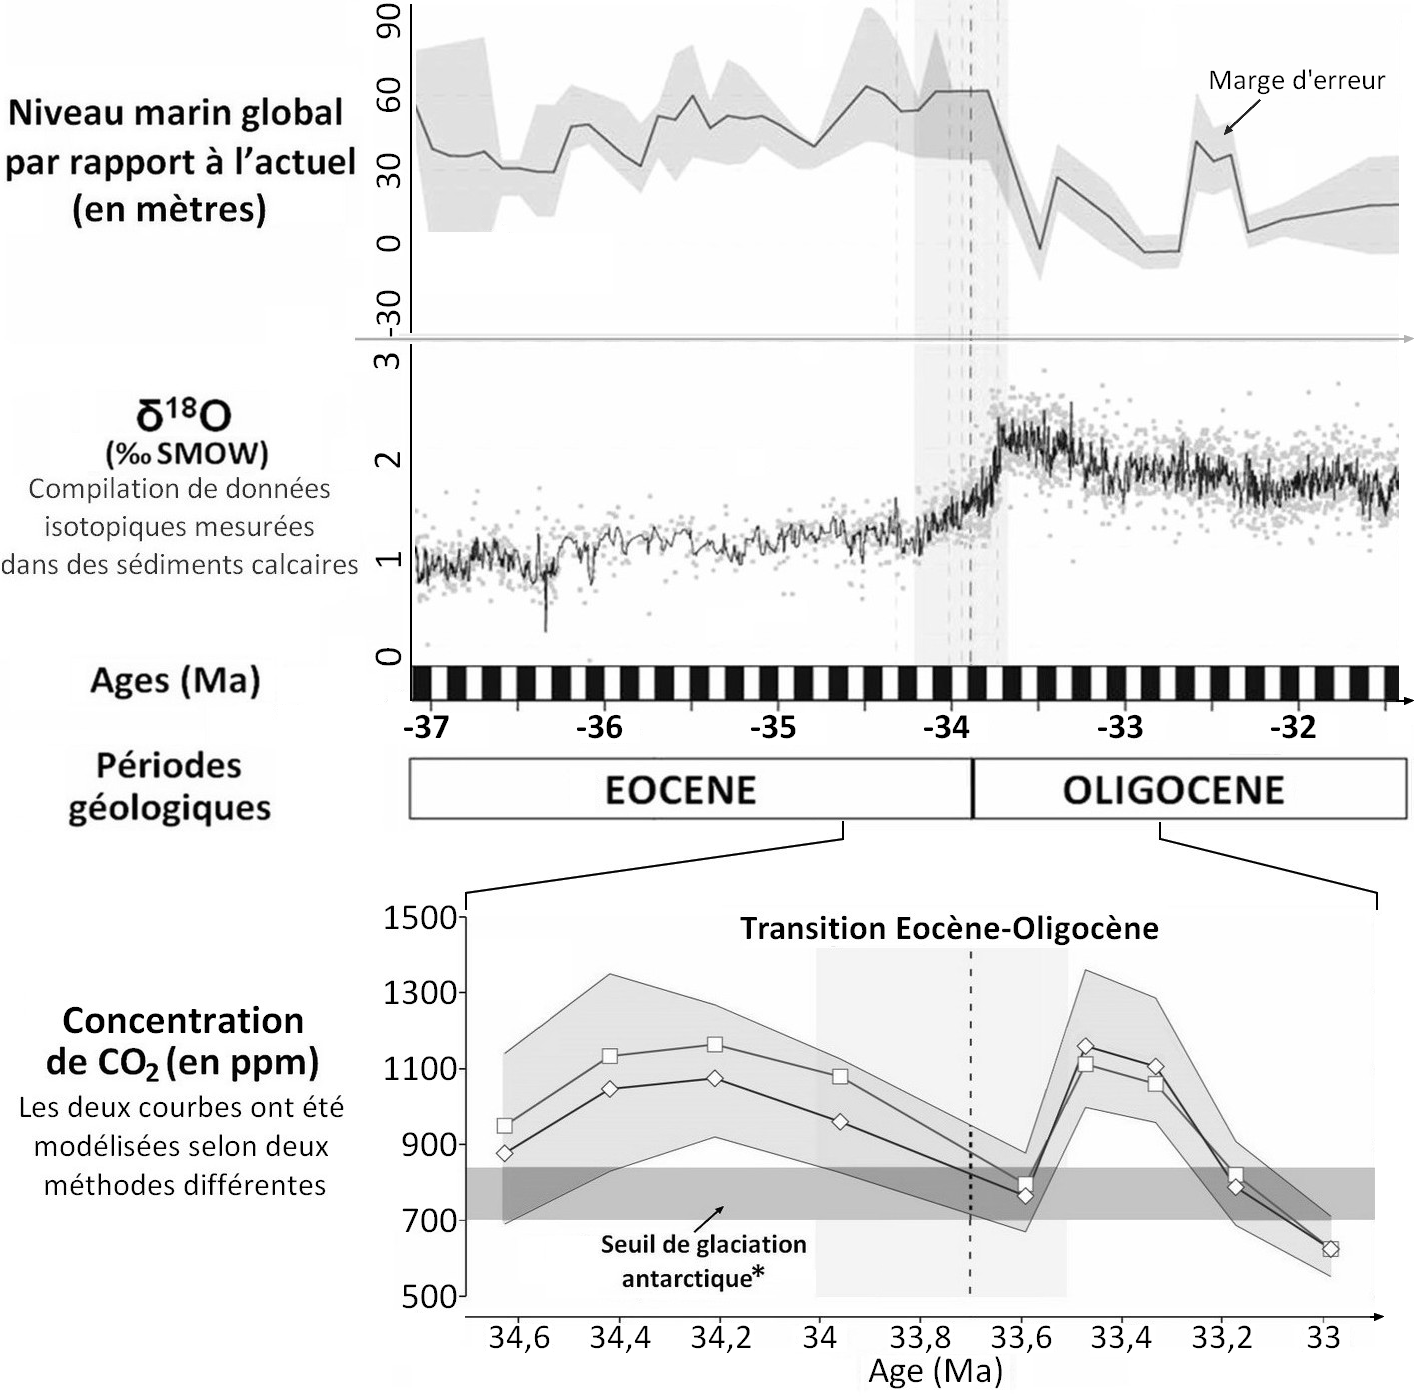 90
60
30
0
-30
Niveau marin global
par rapport à l'actuel
(en mètres)
Marge d'erreur
3
2
1
0
δ¹⁸O
(‰ SMOW)
Compilation de données
isotopiques mesurées
dans des sédiments calcaires
Ages (Ma)
-37 -36 -35 -34 -33 -32
Périodes
géologiques
EOCENE OLIGOCENE
Transition Eocène-Oligocène
1500
1300
1100
900
700
500
Concentration
de CO₂ (en ppm)
Les deux courbes ont été
modélisées selon deux
méthodes différentes
Seuil de glaciation
antarctique*
34,6 34,4 34,2 34 33,8 33,6 33,4 33,2 33
Age (Ma)